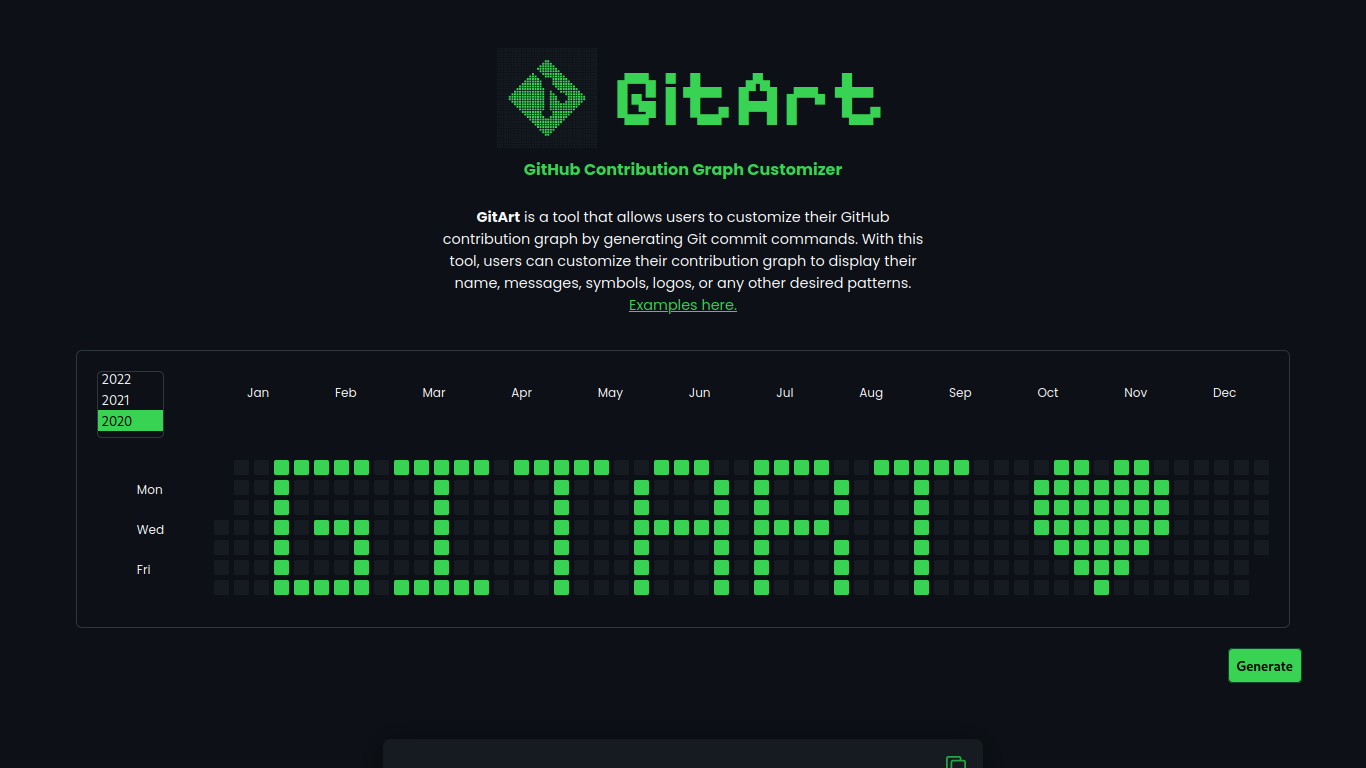 GitArt
GitHub Contribution Graph Customizer
GitArt is a tool that allows users to customize their GitHub
contribution graph by generating Git commit commands. With this
tool, users can customize their contribution graph to display their
name, messages, symbols, logos, or any other desired patterns.
Examples here.
2022
2021
2020
Jan Feb Mar Apr May Jun Jul Aug Sep Oct Nov Dec
Mon
Wed
Fri
GITART
Generate